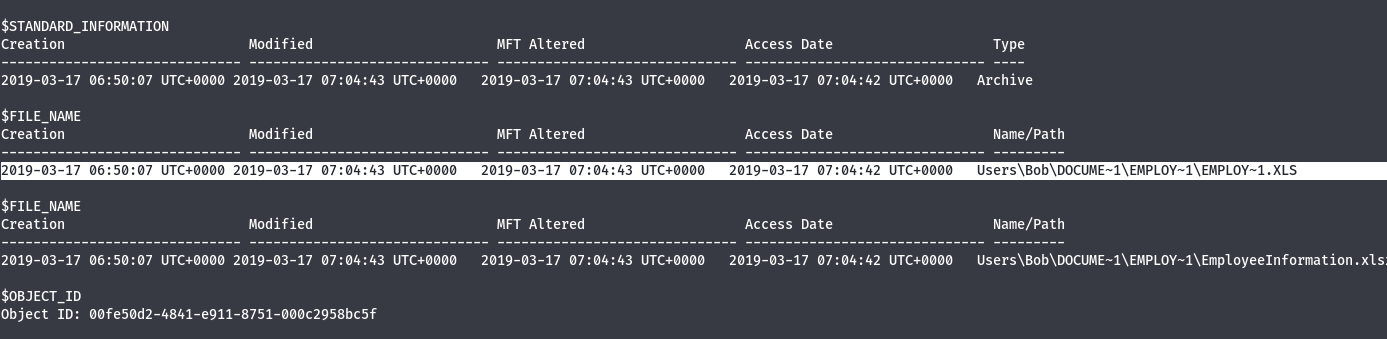 $STANDARD_INFORMATION
Creation                       Modified                       MFT Altered                    Access Date                    Type
------------------------------ ------------------------------ ------------------------------ ------------------------------ ----
2019-03-17 06:50:07 UTC+0000 2019-03-17 07:04:43 UTC+0000   2019-03-17 07:04:43 UTC+0000   2019-03-17 07:04:42 UTC+0000   Archive
$FILE_NAME
Creation                       Modified                       MFT Altered                    Access Date                    Name/Path
------------------------------ ------------------------------ ------------------------------ ------------------------------ ---------
2019-03-17 06:50:07 UTC+0000 2019-03-17 07:04:43 UTC+0000   2019-03-17 07:04:43 UTC+0000   2019-03-17 07:04:42 UTC+0000   Users\Bob\DOCUME~1\EMPLOY~1\EMPLOY~1.XLS
$FILE_NAME
Creation                       Modified                       MFT Altered                    Access Date                    Name/Path
------------------------------ ------------------------------ ------------------------------ ------------------------------ ---------
2019-03-17 06:50:07 UTC+0000 2019-03-17 07:04:43 UTC+0000   2019-03-17 07:04:43 UTC+0000   2019-03-17 07:04:42 UTC+0000   Users\Bob\DOCUME~1\EMPLOY~1\EmployeeInformation.xls
$OBJECT_ID
Object ID: 00fe50d2-4841-e911-8751-000c2958bc5f